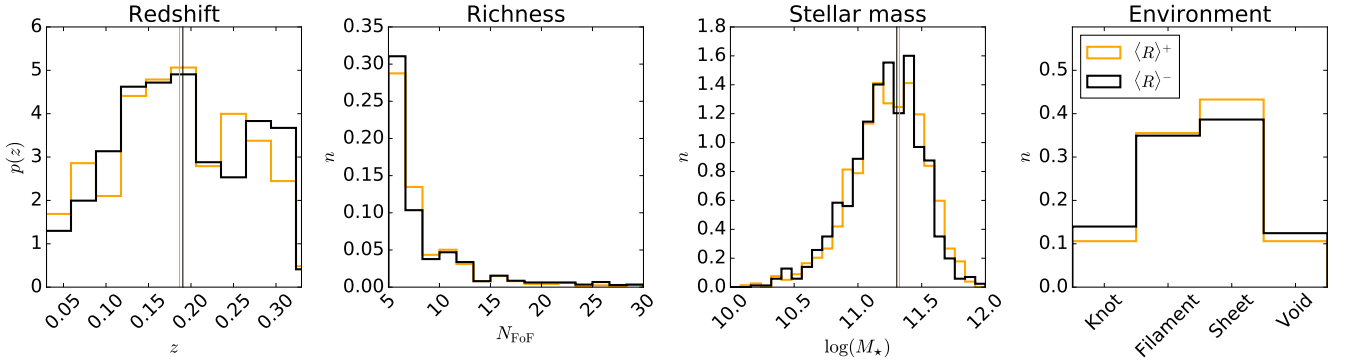 Redshift
p(z)
6
5
4
3
2
1
0
0.05 0.10 0.15 0.20 0.25 0.30
z
Richness
n
0.35
0.30
0.25
0.20
0.15
0.10
0.05
0.00
5 10 15 20 25 30
N_FoF
Stellar mass
n
1.8
1.6
1.4
1.2
1.0
0.8
0.6
0.4
0.2
0.0
10.0 10.5 11.0 11.5 12.0
log(M⋆)
Environment
⟨R⟩⁺
⟨R⟩⁻
n
0.5
0.4
0.3
0.2
0.1
0.0
Knot Filament Sheet Void